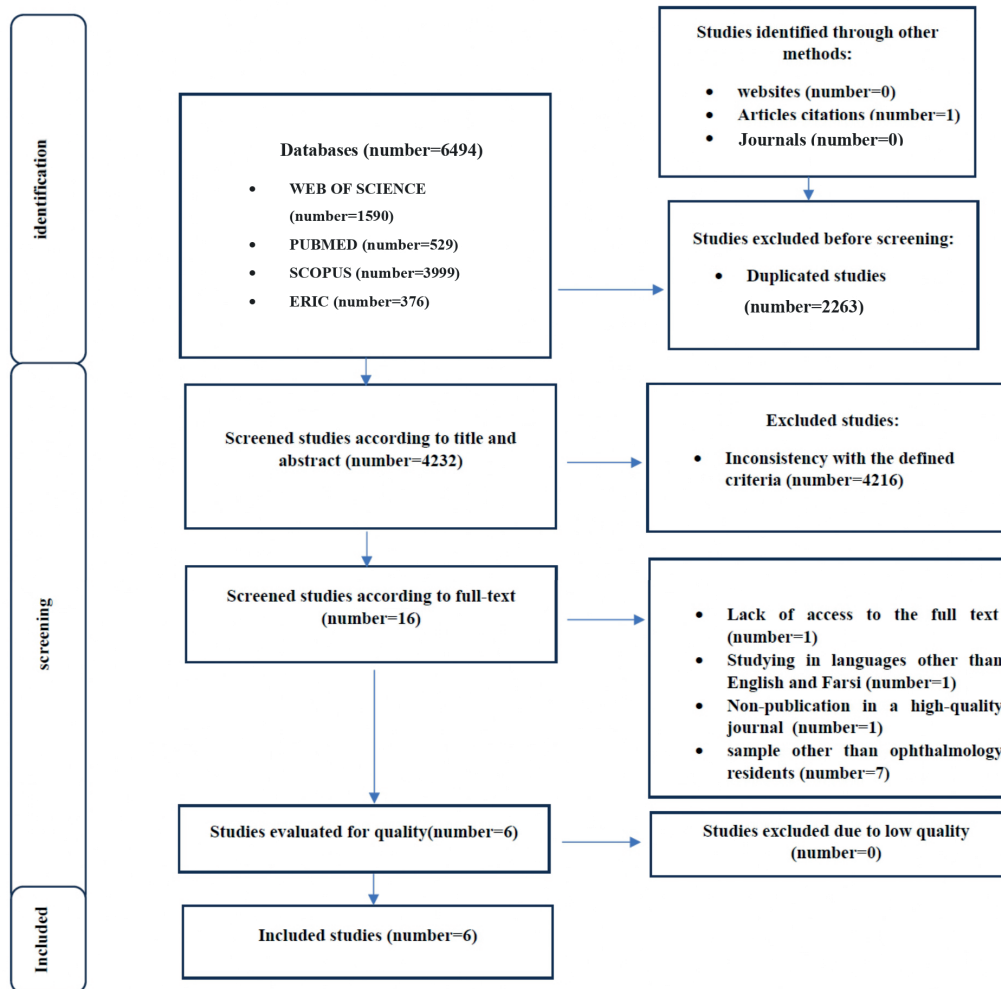 identification
Studies identified through other
methods:
• websites (number=0)
• Articles citations (number=1)
• Journals (number=0)
Databases (number=6494)
• WEB OF SCIENCE
(number=1590)
• PUBMED (number=529)
• SCOPUS (number=3999)
• ERIC (number=376)
Studies excluded before screening:
• Duplicated studies
(number=2263)
screening
Screened studies according to title and
abstract (number=4232)
Excluded studies:
• Inconsistency with the defined
criteria (number=4216)
Screened studies according to full-text
(number=16)
• Lack of access to the full text
(number=1)
• Studying in languages other than
English and Farsi (number=1)
• Non-publication in a high-quality
journal (number=1)
• sample other than ophthalmology
residents (number=7)
Studies evaluated for quality(number=6)
Studies excluded due to low quality
(number=0)
Included
Included studies (number=6)